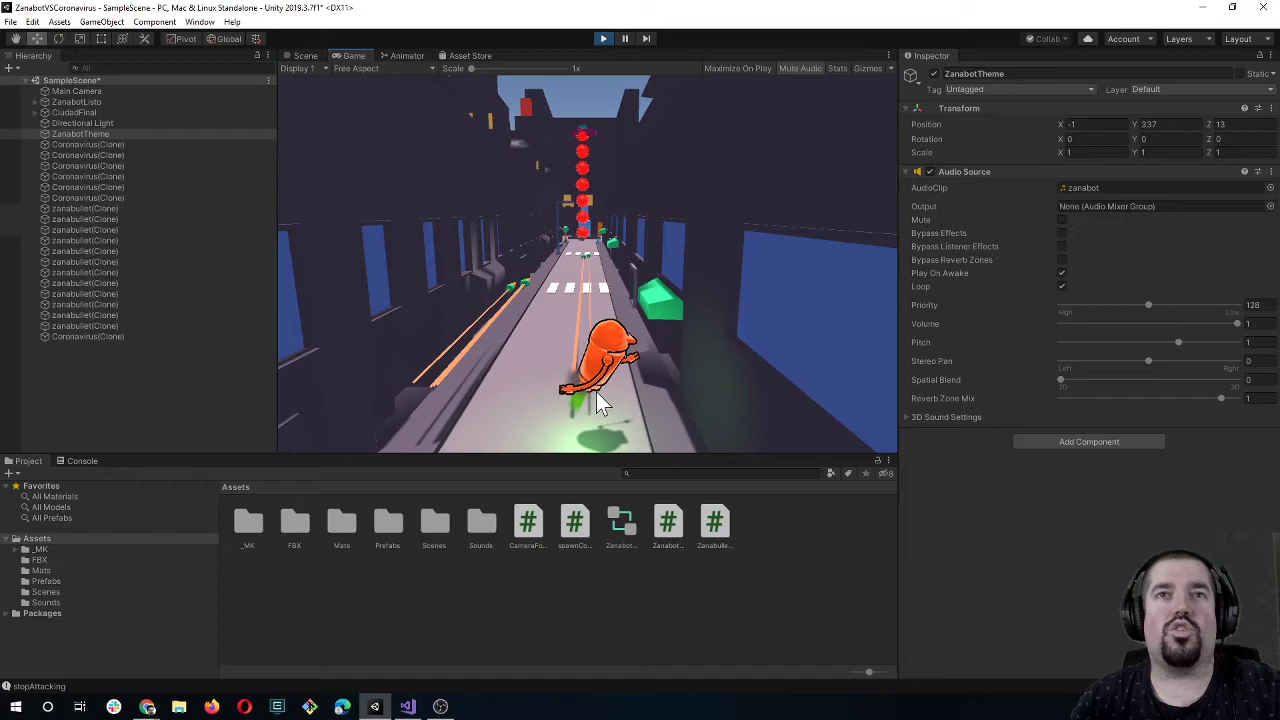 ZanabotVSCoronavirus - SampleScene - PC, Mac & Linux Standalone - Unity 2019.3.7f1* <DX11>
File Edit Assets GameObject Component Window Help
Pivot Global Collab Account Layers Layout
Hierarchy
All
SampleScene*
Main Camera
ZanabotListo
CiudadFinal
Directional Light
ZanabotTheme
Coronavirus(Clone)
Coronavirus(Clone)
Coronavirus(Clone)
Coronavirus(Clone)
Coronavirus(Clone)
Coronavirus(Clone)
zanabullet(Clone)
zanabullet(Clone)
zanabullet(Clone)
zanabullet(Clone)
zanabullet(Clone)
zanabullet(Clone)
zanabullet(Clone)
zanabullet(Clone)
zanabullet(Clone)
zanabullet(Clone)
zanabullet(Clone)
zanabullet(Clone)
Coronavirus(Clone)
Scene Game Animator Asset Store
Display 1 Free Aspect Scale 1x Maximize On Play Mute Audio Stats Gizmos
Inspector
ZanabotTheme Static
Tag Untagged Layer Default
Transform
Position X -1 Y 337 Z 13
Rotation X 0 Y 0 Z 0
Scale X 1 Y 1 Z 1
Audio Source
AudioClip zanabot
Output None (Audio Mixer Group)
Mute
Bypass Effects
Bypass Listener Effects
Bypass Reverb Zones
Play On Awake
Loop
Priority 128
High Low
Volume 1
Pitch 1
Stereo Pan 0
Left Right
Spatial Blend 0
2D 3D
Reverb Zone Mix 1
3D Sound Settings
Add Component
Project Console
8
Favorites
All Materials
All Models
All Prefabs
Assets
_MK
FBX
Mats
Prefabs
Scenes
Sounds
Packages
Assets
_MK FBX Mats Prefabs Scenes Sounds CameraFo... spawnCo... Zanabot... Zanabot... Zanabulle...
stopAttacking